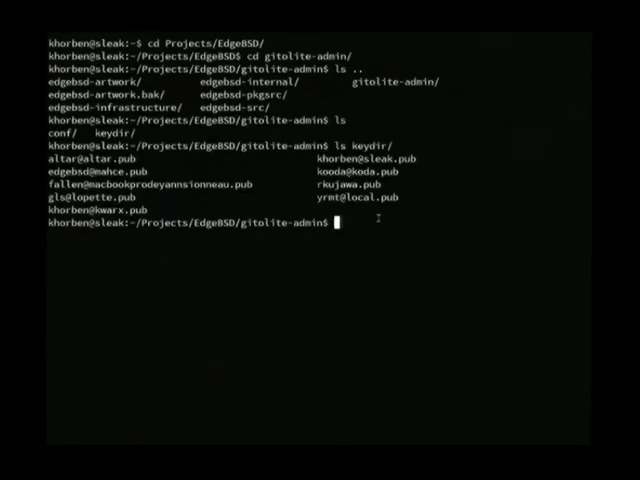 khorben@sleak:~$ cd Projects/EdgeBSD/
khorben@sleak:~/Projects/EdgeBSD$ cd gitolite-admin/
khorben@sleak:~/Projects/EdgeBSD/gitolite-admin$ ls ..
edgebsd-artwork/ edgebsd-internal/ gitolite-admin/
edgebsd-artwork.bak/ edgebsd-pkgsrc/
edgebsd-infrastructure/ edgebsd-src/
khorben@sleak:~/Projects/EdgeBSD/gitolite-admin$ ls
conf/ keydir/
khorben@sleak:~/Projects/EdgeBSD/gitolite-admin$ ls keydir/
altar@altar.pub khorben@sleak.pub
edgebsd@mahce.pub kooda@koda.pub
fallen@macbookprodeyannsionneau.pub rkujawa.pub
gls@lopette.pub yrmt@local.pub
khorben@kwarx.pub
khorben@sleak:~/Projects/EdgeBSD/gitolite-admin$